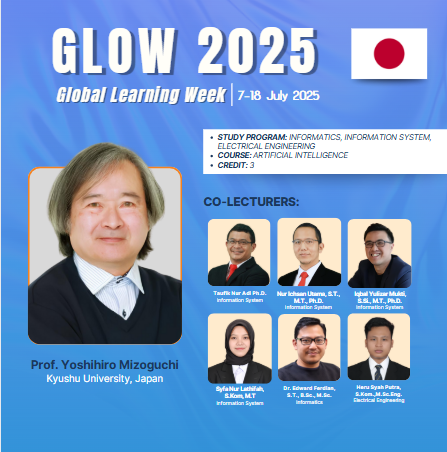 GLOW 2025
Global Learning Week | 7-18 July 2025
• STUDY PROGRAM: INFORMATICS, INFORMATION SYSTEM,
ELECTRICAL ENGINEERING
• COURSE: ARTIFICIAL INTELLIGENCE
• CREDIT: 3
CO-LECTURERS:
Taufik Nur Adi Ph.D.
Information System
Nur Ichsan Utama, S.T.,
M.T., Ph.D.
Information System
Iqbal Yulizar Mukti,
S.Si., M.T., Ph.D.
Information System
Prof. Yoshihiro Mizoguchi
Kyushu University, Japan
Syfa Nur Lathifah,
S.Kom, M.T
Information System
Dr. Edward Ferdian,
S.T., B.Sc., M.Sc.
Informatics
Heru Syah Putra,
S.Kom.,M.Sc.Eng.
Electrical Engineering